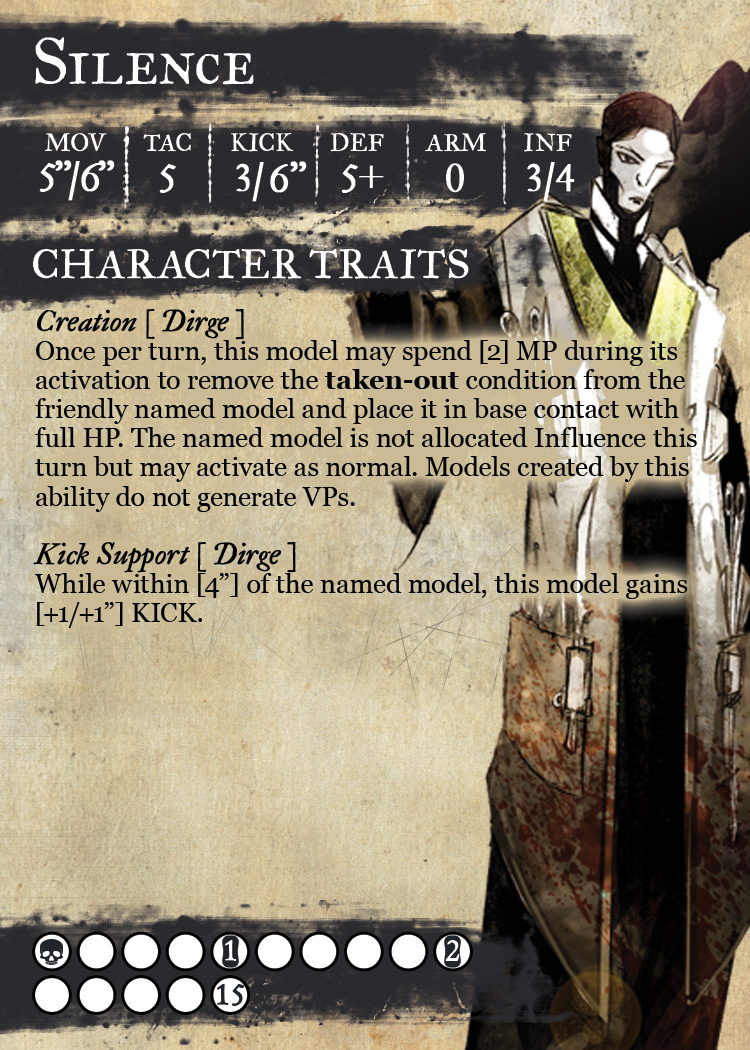 Silence
MOV TAC KICK DEF ARM INF
5”/6” 5 3/6” 5+ 0 3/4
CHARACTER TRAITS
Creation [ Dirge ]
Once per turn, this model may spend [2] MP during its
activation to remove the taken-out condition from the
friendly named model and place it in base contact with
full HP. The named model is not allocated Influence this
turn but may activate as normal. Models created by this
ability do not generate VPs.
Kick Support [ Dirge ]
While within [4”] of the named model, this model gains
[+1/+1”] KICK.
1 2
15